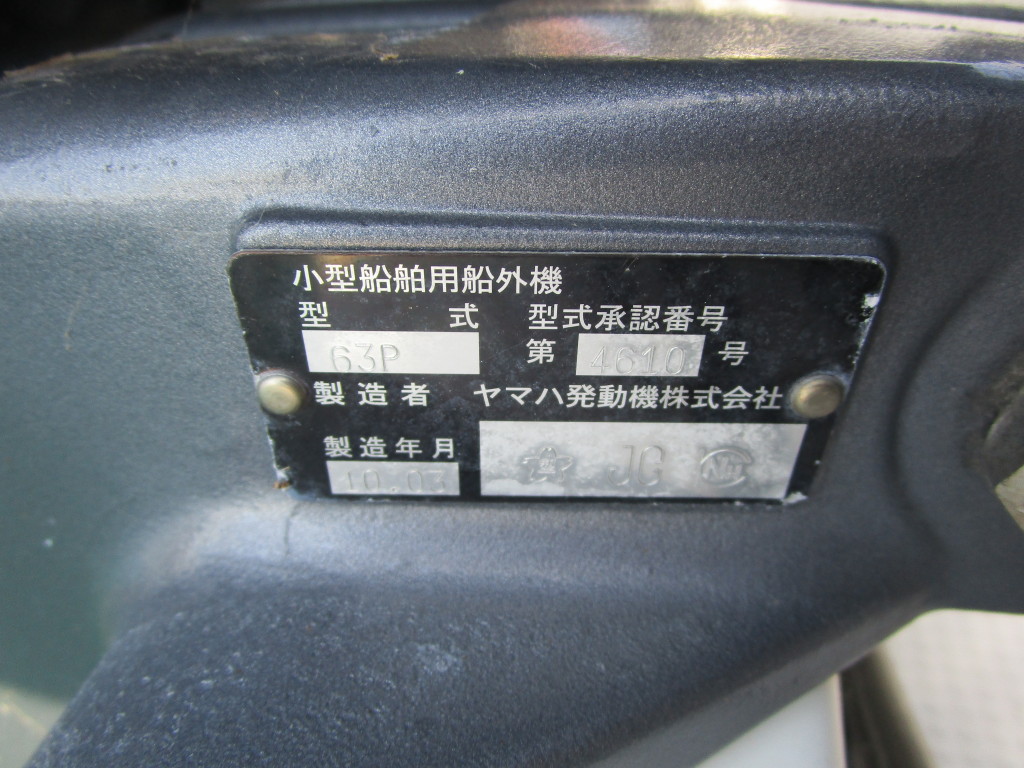 小型船舶用船外機
型 式 型式承認番号
63P 第 4610 号
製造者 ヤマハ発動機株式会社
製造年月
10.03 JG NK